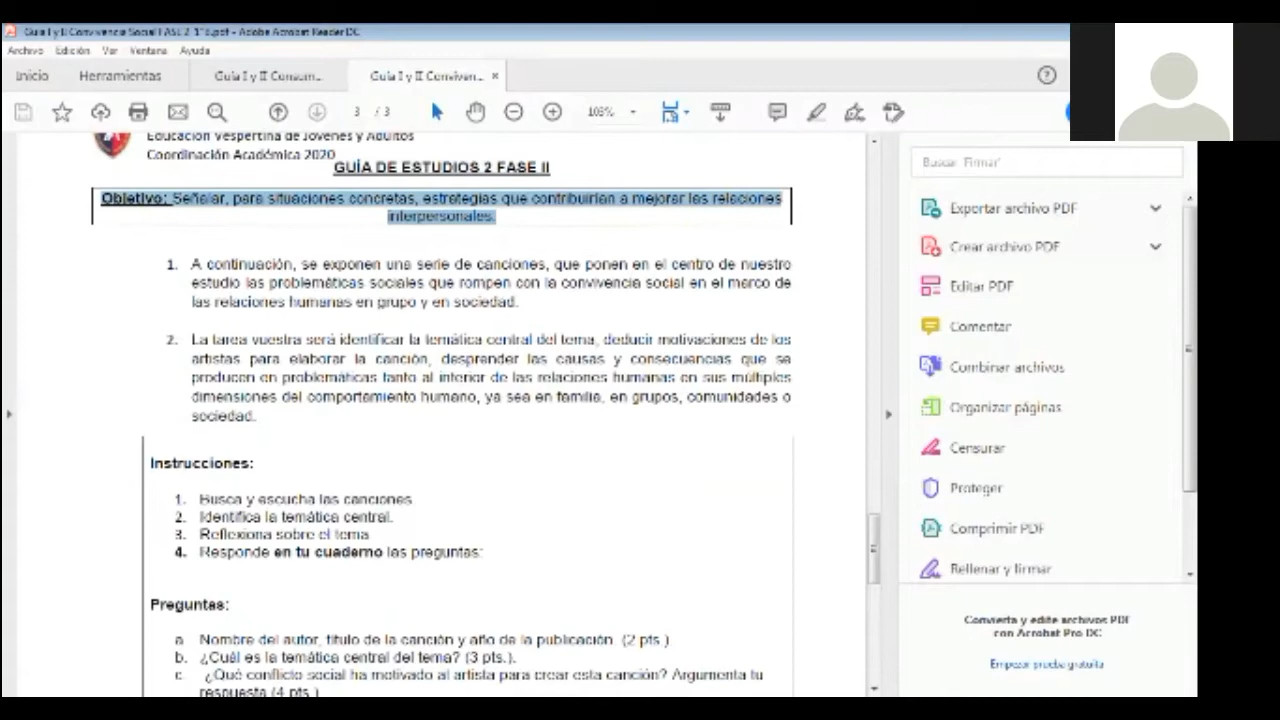 Guía I y II Convivencia Social FASE 2 1°C.pdf - Adobe Acrobat Reader DC
Archivo Edición Ver Ventana Ayuda
Inicio Herramientas Guía I y II Consum... Guía I y II Conviven... ×
3 / 3 103%
Educación Vespertina de Jóvenes y Adultos
Coordinación Académica 2020
GUÍA DE ESTUDIOS 2 FASE II
Objetivo: Señalar, para situaciones concretas, estrategias que contribuirían a mejorar las relaciones
interpersonales.
1. A continuación, se exponen una serie de canciones, que ponen en el centro de nuestro
estudio las problemáticas sociales que rompen con la convivencia social en el marco de
las relaciones humanas en grupo y en sociedad.
2. La tarea vuestra será identificar la temática central del tema, deducir motivaciones de los
artistas para elaborar la canción, desprender las causas y consecuencias que se
producen en problemáticas tanto al interior de las relaciones humanas en sus múltiples
dimensiones del comportamiento humano, ya sea en familia, en grupos, comunidades o
sociedad.
Instrucciones:
1. Busca y escucha las canciones
2. Identifica la temática central.
3. Reflexiona sobre el tema
4. Responde en tu cuaderno las preguntas:
Preguntas:
a Nombre del autor, título de la canción y año de la publicación (2 pts.)
b. ¿Cuál es la temática central del tema? (3 pts.).
c. ¿Qué conflicto social ha motivado al artista para crear esta canción? Argumenta tu
respuesta (4 pts.)
Buscar 'Firmar'
Exportar archivo PDF
Crear archivo PDF
Editar PDF
Comentar
Combinar archivos
Organizar páginas
Censurar
Proteger
Comprimir PDF
Rellenar y firmar
Convierta y edite archivos PDF
con Acrobat Pro DC
Empezar prueba gratuita